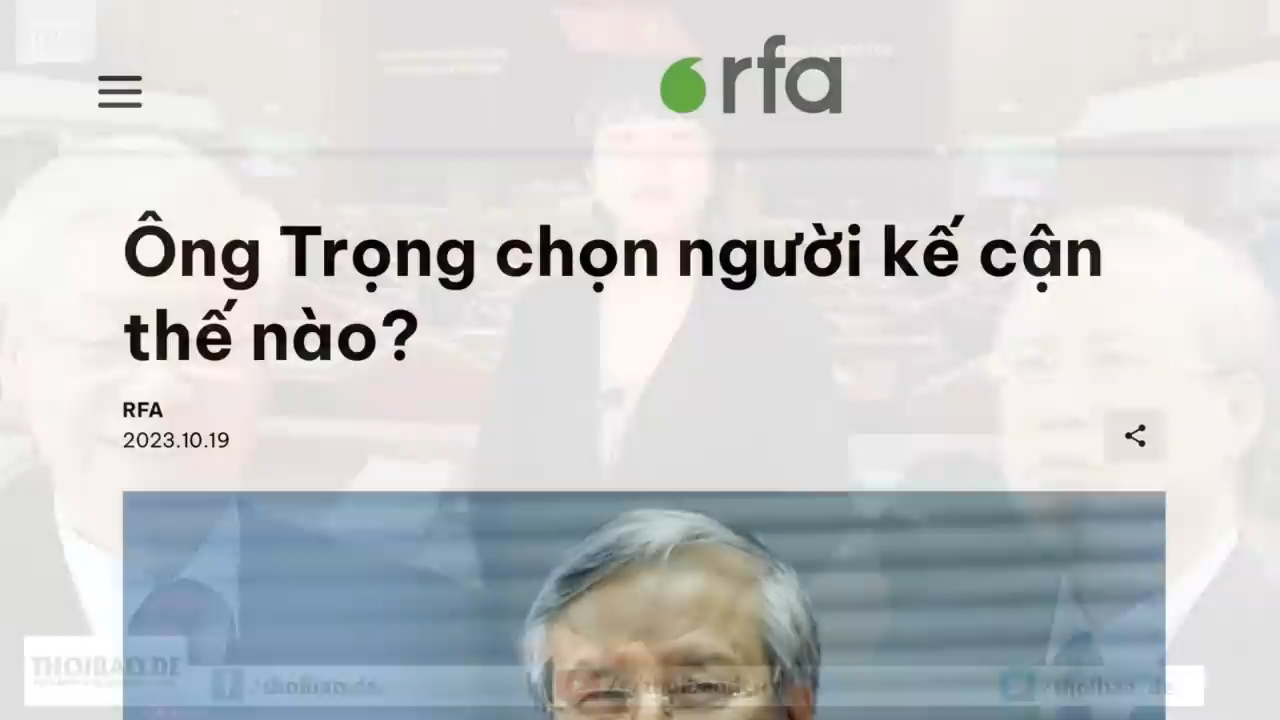 rfa
Ông Trọng chọn người kế cận
thế nào?
RFA
2023.10.19
THOIBAO.DE